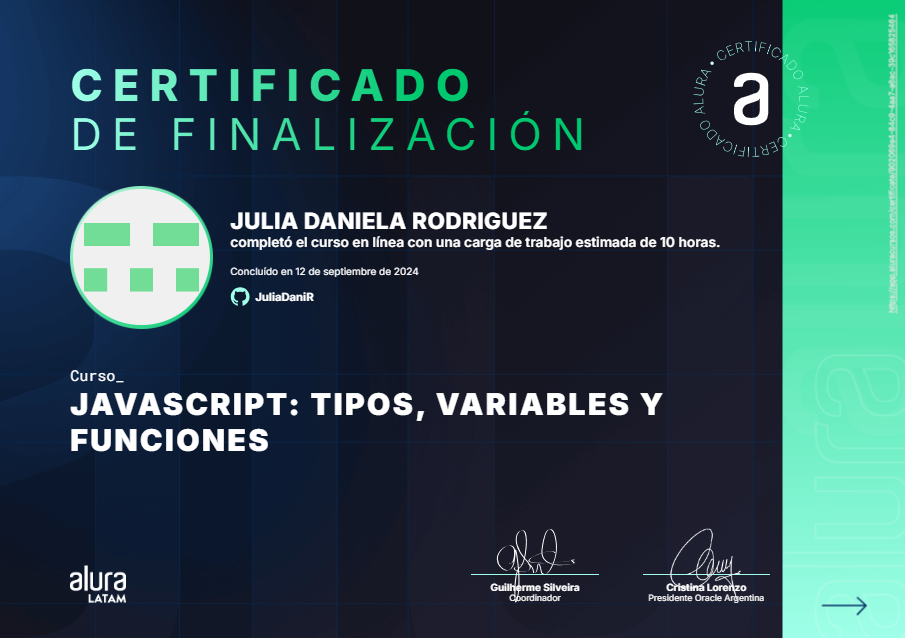 CERTIFICADO
DE FINALIZACIÓN
CERTIFICADO ALURA • CERTIFICADO ALURA •
a
JULIA DANIELA RODRIGUEZ
completó el curso en línea con una carga de trabajo estimada de 10 horas.
Concluído en 12 de septiembre de 2024
JuliaDaniR
Curso_
JAVASCRIPT: TIPOS, VARIABLES Y
FUNCIONES
alura
LATAM
Guilherme Silveira
Coordinador
Cristina Lorenzo
Presidente Oracle Argentina
alura